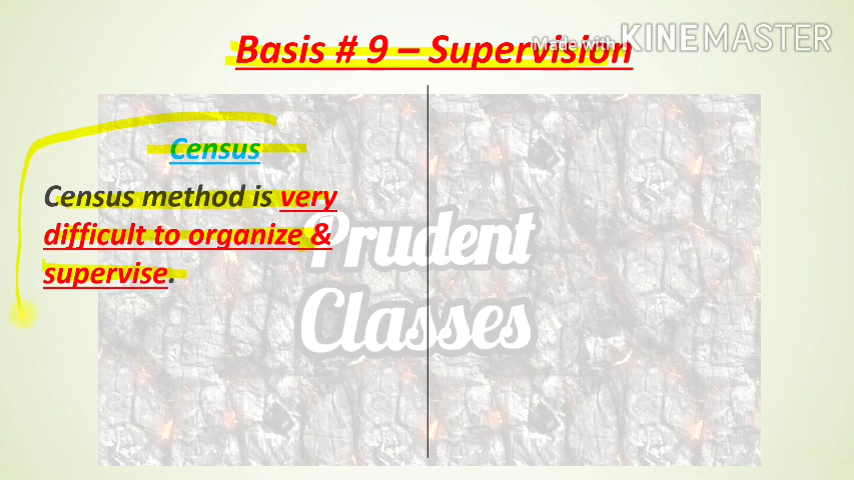 Basis # 9 – Supervision
Made with KINEMASTER
Census
Census method is very
difficult to organize &
supervise.
Prudent
Classes